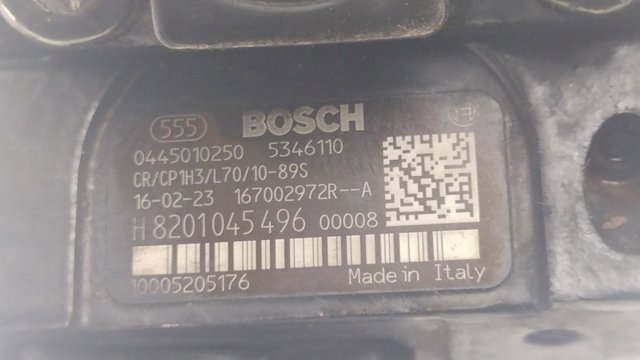 555 BOSCH
0445010250 5346110
CR/CP1H3/L70/10-89S
16-02-23 167002972R--A
H 8201045496 00008
10005205176 Made in Italy